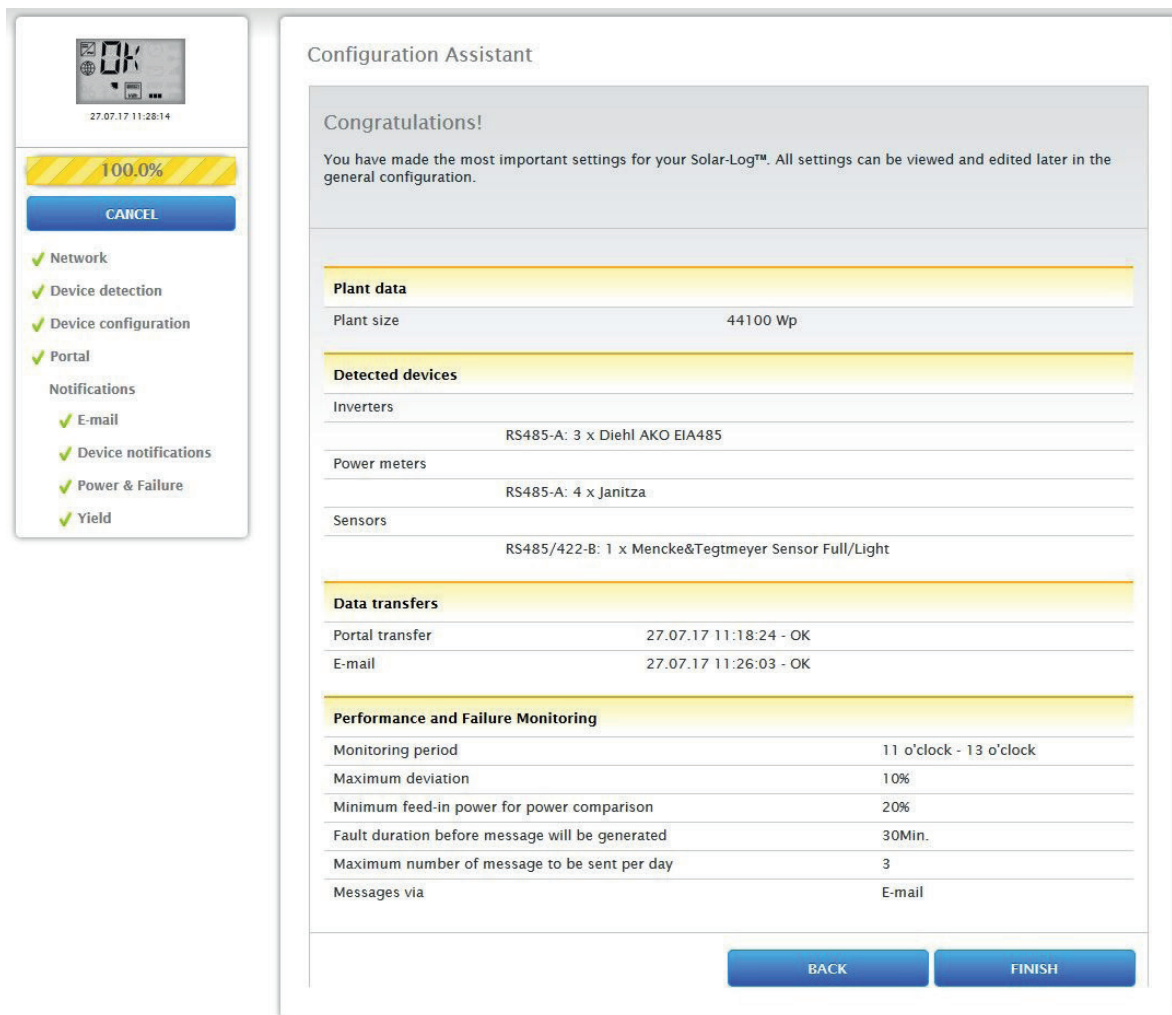 OK
27.07.17 11:28:14
100.0%
CANCEL
Network
Device detection
Device configuration
Portal
Notifications
E-mail
Device notifications
Power & Failure
Yield
Configuration Assistant
Congratulations!
You have made the most important settings for your Solar-Log™. All settings can be viewed and edited later in the
general configuration.
Plant data
Plant size 44100 Wp
Detected devices
Inverters
RS485-A: 3 x Diehl AKO EIA485
Power meters
RS485-A: 4 x Janitza
Sensors
RS485/422-B: 1 x Mencke&Tegtmeyer Sensor Full/Light
Data transfers
Portal transfer 27.07.17 11:18:24 - OK
E-mail 27.07.17 11:26:03 - OK
Performance and Failure Monitoring
Monitoring period 11 o'clock - 13 o'clock
Maximum deviation 10%
Minimum feed-in power for power comparison 20%
Fault duration before message will be generated 30Min.
Maximum number of message to be sent per day 3
Messages via E-mail
BACK FINISH